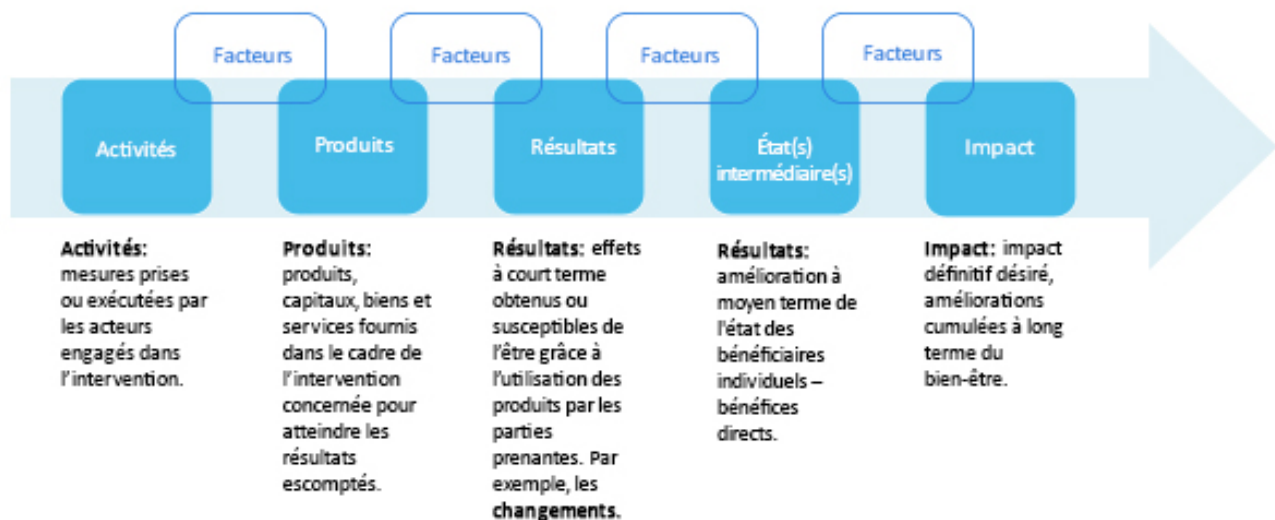 Facteurs
Facteurs
Facteurs
Facteurs
Activités
Produits
Résultats
État(s)
intermédiaire(s)
Impact
Activités:
mesures prises
ou exécutées par
les acteurs
engagés dans
l'intervention.
Produits:
produits,
capitaux, biens et
services fournis
dans le cadre de
l'intervention
concernée pour
atteindre les
résultats
escomptés.
Résultats: effets
à court terme
obtenus ou
susceptibles de
l'être grâce à
l'utilisation des
produits par les
parties
prenantes. Par
exemple, les
changements.
Résultats:
amélioration à
moyen terme de
l'état des
bénéficiaires
individuels –
bénéfices
directs.
Impact: impact
définitif désiré,
améliorations
cumulées à long
terme du
bien-être.